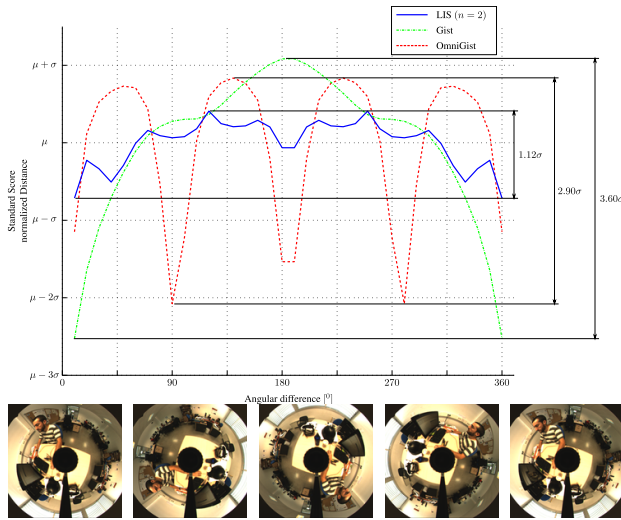 LIS (n = 2)
Gist
OmniGist
μ + σ
μ
μ − σ
μ − 2σ
μ − 3σ
Standard Score
normalized Distance
1.12σ
2.90σ
3.60σ
0
90
180
270
360
Angular difference [⁰]